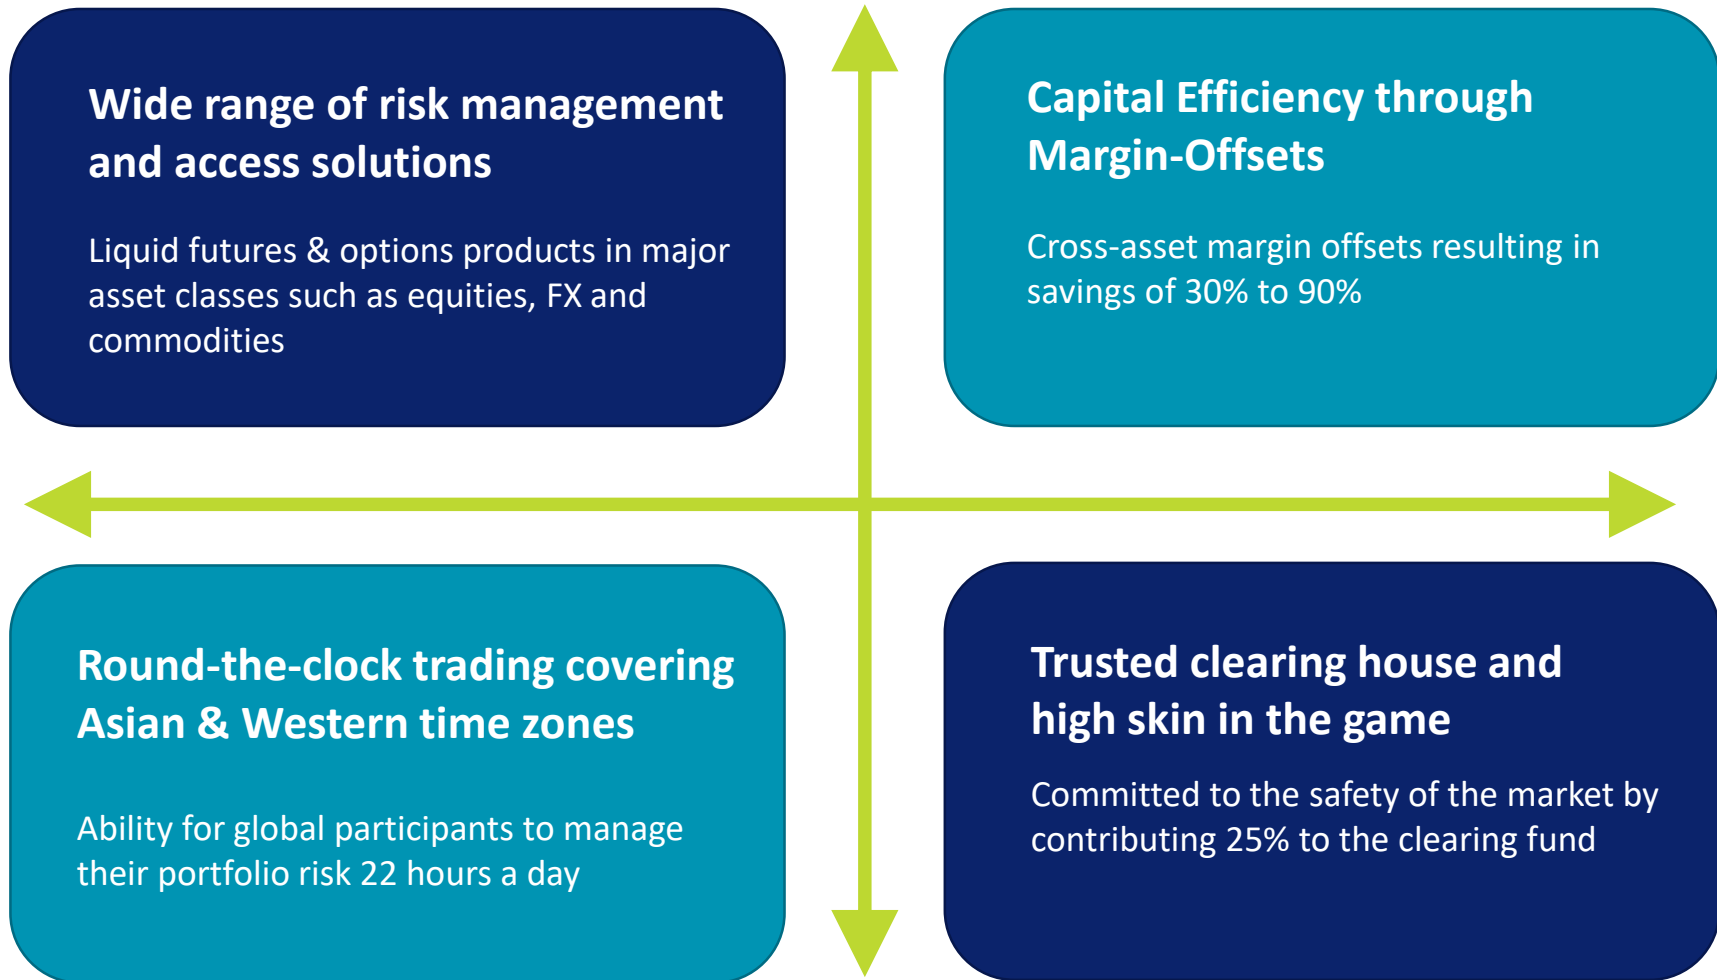 Wide range of risk management
and access solutions
Liquid futures & options products in major
asset classes such as equities, FX and
commodities
Capital Efficiency through
Margin-Offsets
Cross-asset margin offsets resulting in
savings of 30% to 90%
Round-the-clock trading covering
Asian & Western time zones
Ability for global participants to manage
their portfolio risk 22 hours a day
Trusted clearing house and
high skin in the game
Committed to the safety of the market by
contributing 25% to the clearing fund